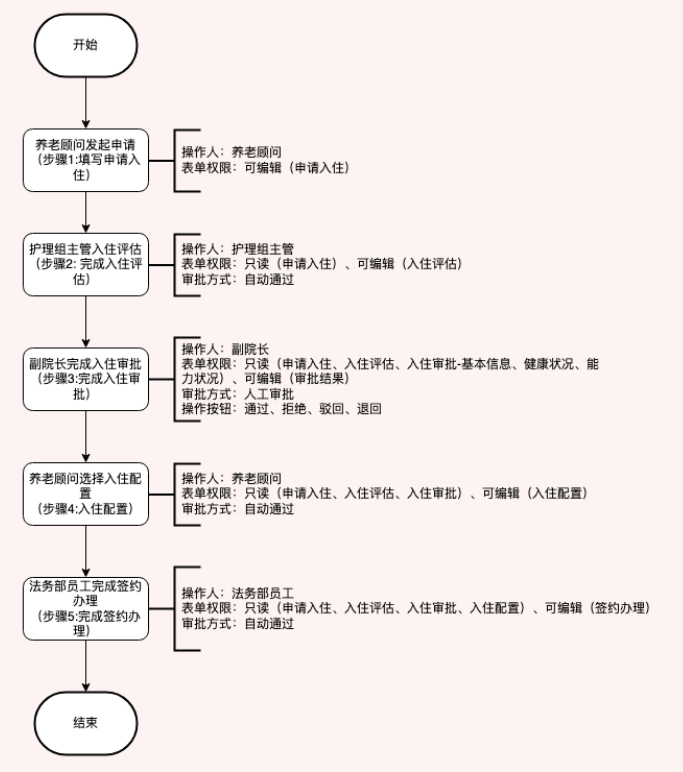 开始
养老顾问发起申请
（步骤1:填写申请入
住）
操作人：养老顾问
表单权限：可编辑（申请入住）
护理组主管入住评估
（步骤2: 完成入住评
估）
操作人：护理组主管
表单权限：只读（申请入住）、可编辑（入住评估）
审批方式：自动通过
副院长完成入住审批
（步骤3:完成入住审
批）
操作人：副院长
表单权限：只读（申请入住、入住评估、入住审批-基本信息、健康状况、能
力状况）、可编辑（审批结果）
审批方式：人工审批
操作按钮：通过、拒绝、驳回、退回
养老顾问选择入住配
置
（步骤4:入住配置）
操作人：养老顾问
表单权限：只读（申请入住、入住评估、入住审批）、可编辑（入住配置）
审批方式：自动通过
法务部员工完成签约
办理
（步骤5:完成签约办
理）
操作人：法务部员工
表单权限：只读（申请入住、入住评估、入住审批、入住配置）、可编辑（签约办理）
审批方式：自动通过
结束